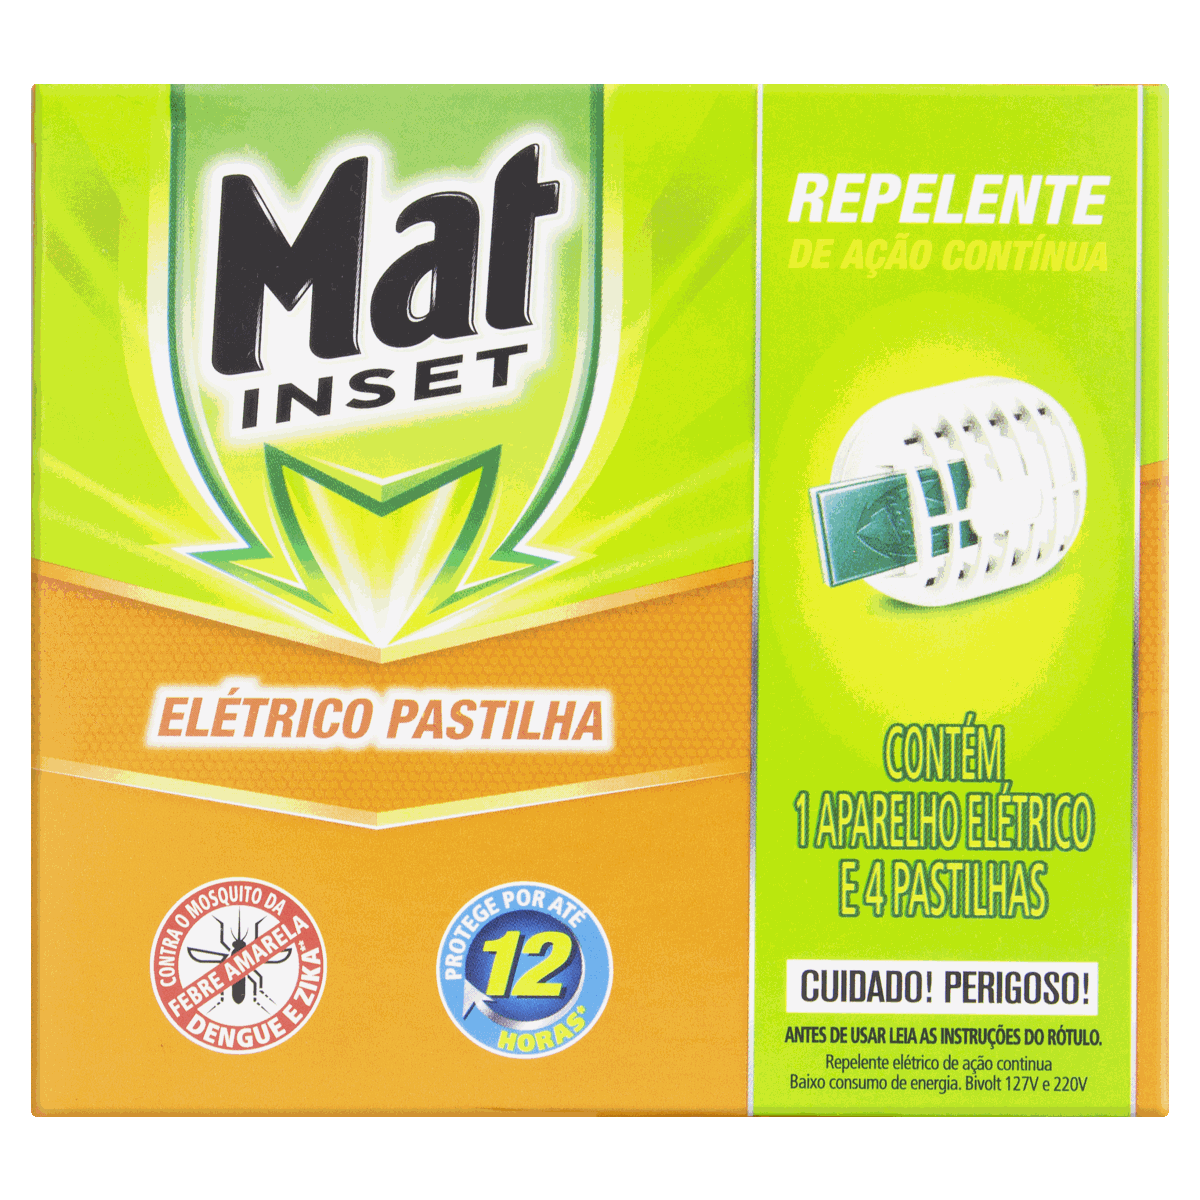 Mat
INSET
ELÉTRICO PASTILHA
CONTRA O MOSQUITO DA
FEBRE AMARELA
DENGUE E ZIKA**
PROTEGE POR ATÉ
12
HORAS*
REPELENTE
DE AÇÃO CONTÍNUA
CONTÉM
1 APARELHO ELÉTRICO
E 4 PASTILHAS
CUIDADO! PERIGOSO!
ANTES DE USAR LEIA AS INSTRUÇÕES DO RÓTULO.
Repelente elétrico de ação continua
Baixo consumo de energia. Bivolt 127V e 220V